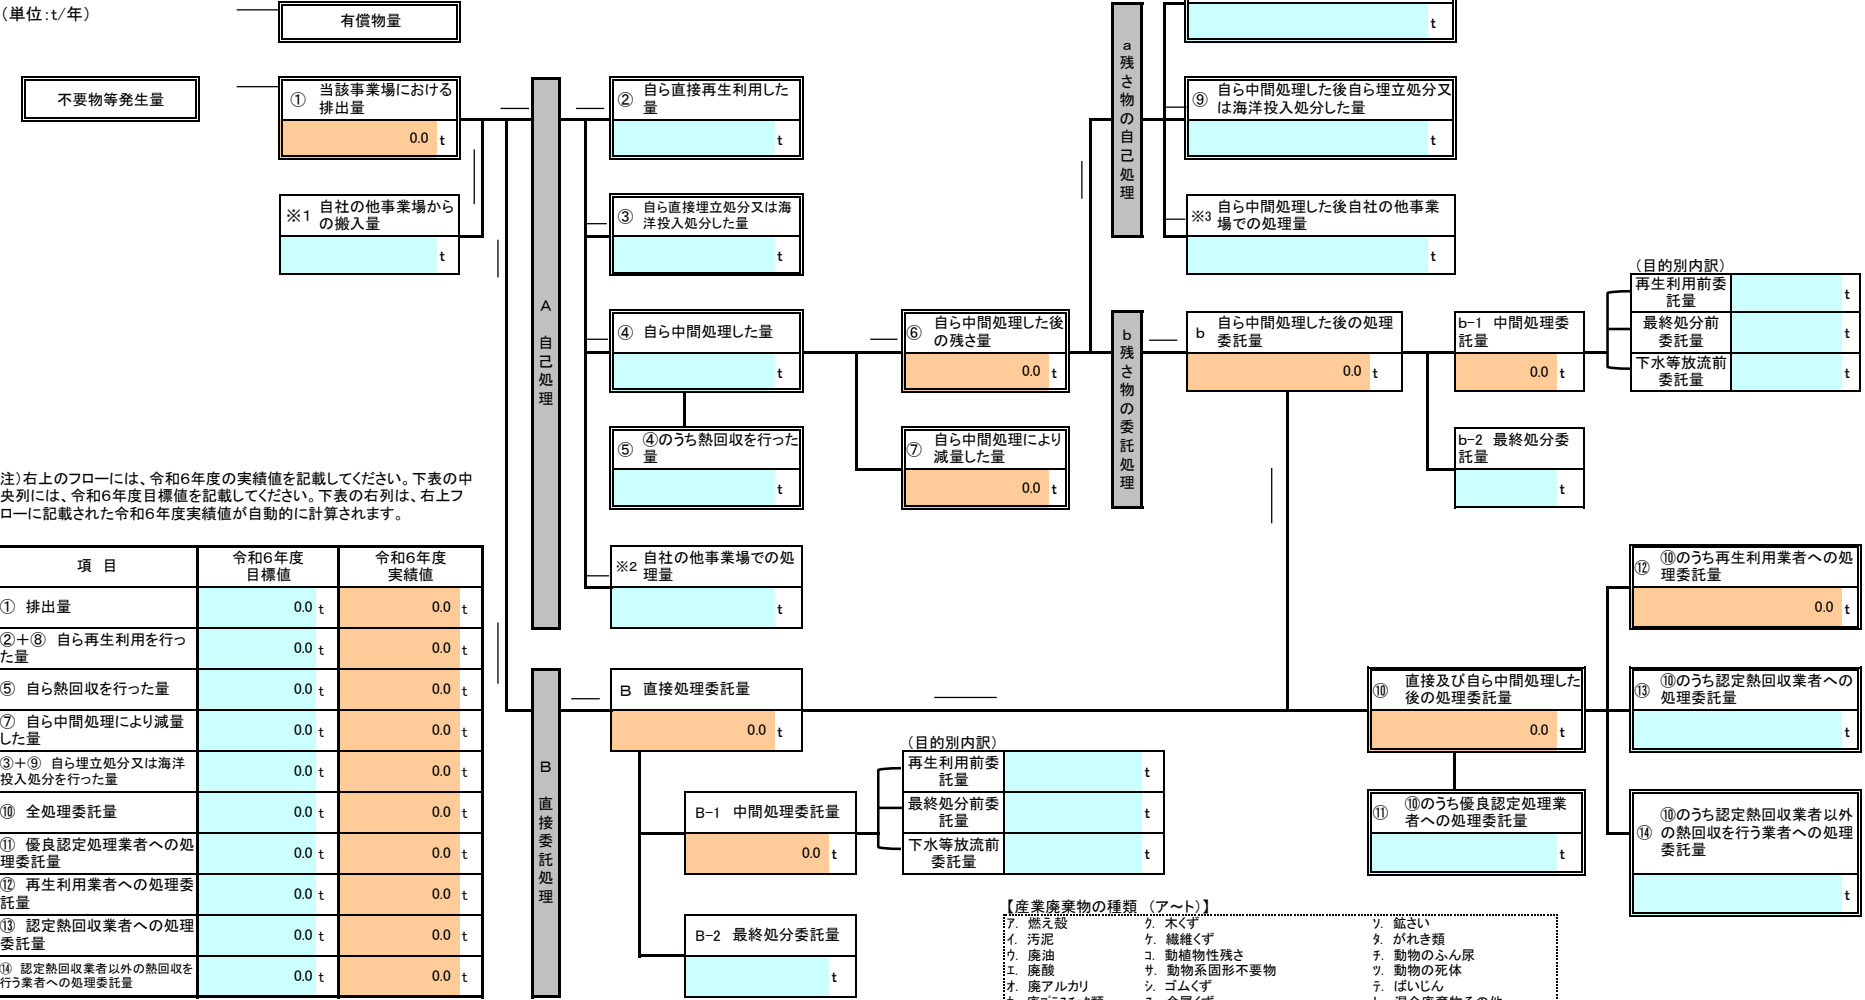 (単位:t/年)
有償物量
不要物等発生量
① 当該事業場における
排出量
0.0 t
※1 自社の他事業場から
の搬入量
t
A 自己処理
② 自ら直接再生利用した
量
t
③ 自ら直接埋立処分又は海
洋投入処分した量
t
④ 自ら中間処理した量
t
⑤ ④のうち熱回収を行った
量
t
※2 自社の他事業場での処
理量
t
⑥ 自ら中間処理した後
の残さ量
0.0 t
⑦ 自ら中間処理により
減量した量
0.0 t
a残さ物の自己処理
t
⑨ 自ら中間処理した後自ら埋立処分又
は海洋投入処分した量
t
※3 自ら中間処理した後自社の他事業
場での処理量
t
b残さ物の委託処理
b 自ら中間処理した後の処理
委託量
0.0 t
b-1 中間処理委
託量
0.0 t
b-2 最終処分委
託量
t
(目的別内訳)
再生利用前委
託量
t
最終処分前
委託量
t
下水等放流前
委託量
t
注)右上のフローには、令和6年度の実績値を記載してください。下表の中
央列には、令和6年度目標値を記載してください。下表の右列は、右上フ
ローに記載された令和6年度実績値が自動的に計算されます。
項 目 令和6年度 令和6年度
目標値 実績値
① 排出量 0.0 t 0.0 t
②+⑧ 自ら再生利用を行っ
た量 0.0 t 0.0 t
⑤ 自ら熱回収を行った量 0.0 t 0.0 t
⑦ 自ら中間処理により減量
した量 0.0 t 0.0 t
③+⑨ 自ら埋立処分又は海洋
投入処分を行った量 0.0 t 0.0 t
⑩ 全処理委託量 0.0 t 0.0 t
⑪ 優良認定処理業者への処
理委託量 0.0 t 0.0 t
⑫ 再生利用業者への処理委
託量 0.0 t 0.0 t
⑬ 認定熱回収業者への処理
委託量 0.0 t 0.0 t
⑭ 認定熱回収業者以外の熱回収を
行う業者への処理委託量 0.0 t 0.0 t
B 直接委託処理
B 直接処理委託量
0.0 t
B-1 中間処理委託量
0.0 t
B-2 最終処分委託量
t
(目的別内訳)
再生利用前委
託量
t
最終処分前委
託量
t
下水等放流前
委託量
t
⑩ 直接及び自ら中間処理した
後の処理委託量
0.0 t
⑪ ⑩のうち優良認定処理業
者への処理委託量
t
⑫ ⑩のうち再生利用業者への処
理委託量
0.0 t
⑬ ⑩のうち認定熱回収業者への
処理委託量
t
⑭ ⑩のうち認定熱回収業者以外
の熱回収を行う業者への処理
委託量
t
【産業廃棄物の種類 (ア～ト)】
ア. 燃え殻 ク. 木くず ソ. 鉱さい
イ. 汚泥 ケ. 繊維くず タ. がれき類
ウ. 廃油 コ. 動植物性残さ チ. 動物のふん尿
エ. 廃酸 サ. 動物系固形不要物 ツ. 動物の死体
オ. 廃アルカリ シ. ゴムくず テ. ばいじん